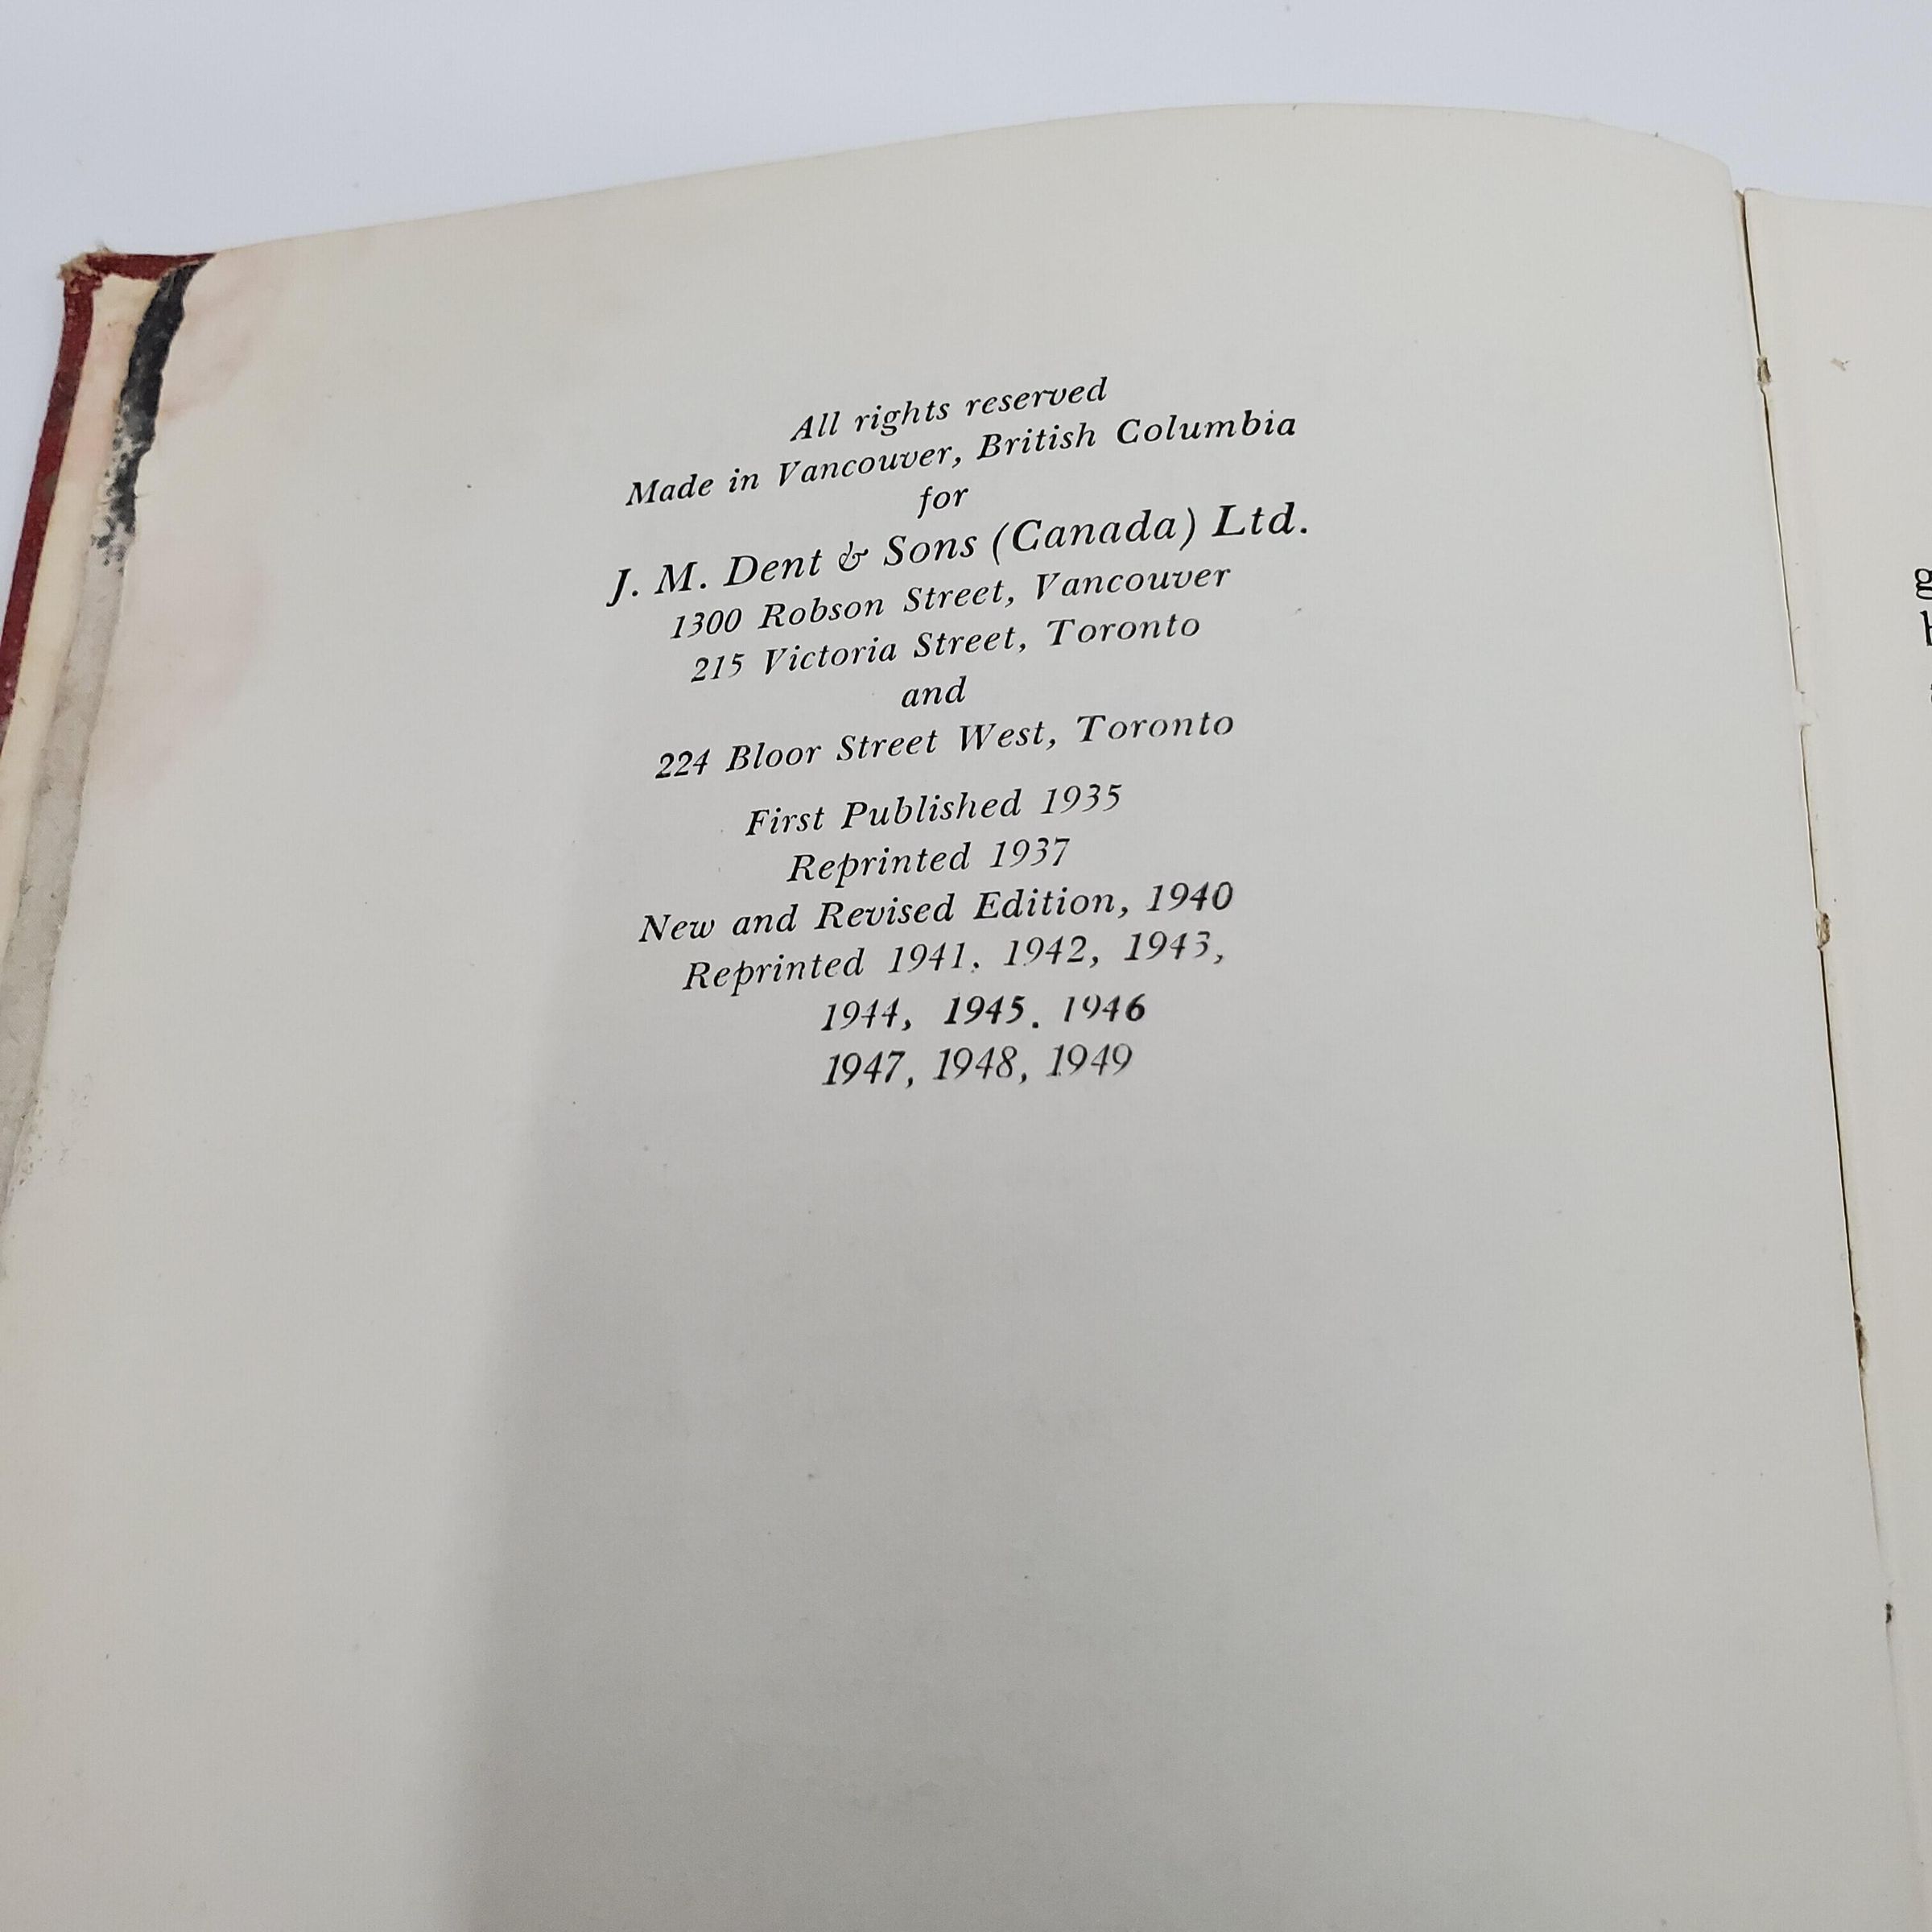 All rights reserved
Made in Vancouver, British Columbia
for
J. M. Dent & Sons (Canada) Ltd.
1300 Robson Street, Vancouver
215 Victoria Street, Toronto
and
224 Bloor Street West, Toronto
First Published 1935
Reprinted 1937
New and Revised Edition, 1940
Reprinted 1941. 1942, 1943,
1944, 1945. 1946
1947, 1948, 1949